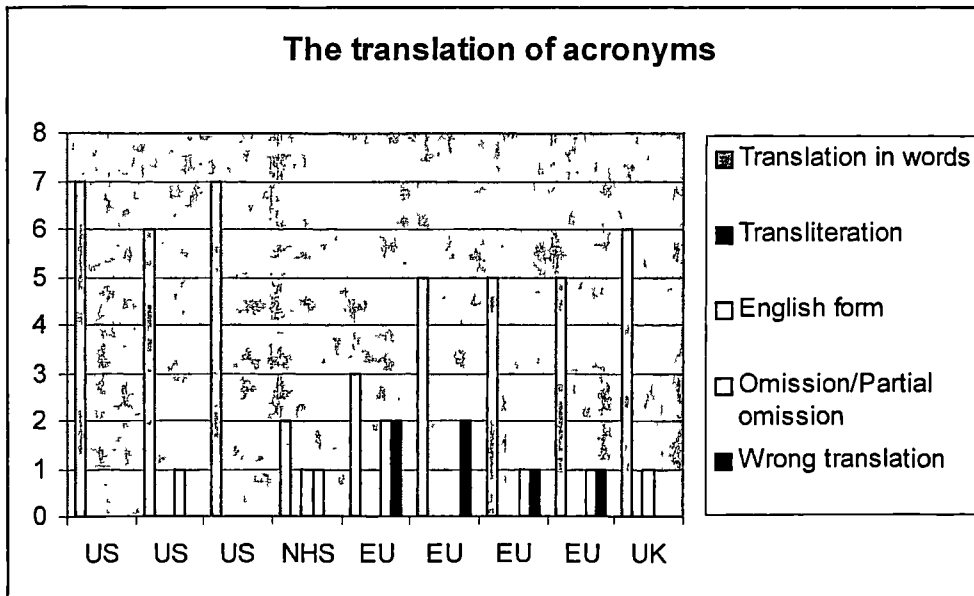 The translation of acronyms
8
7
6
5
4
3
2
1
0
US US US NHS EU EU EU EU UK
Translation in words
Transliteration
English form
Omission/Partial
omission
Wrong translation